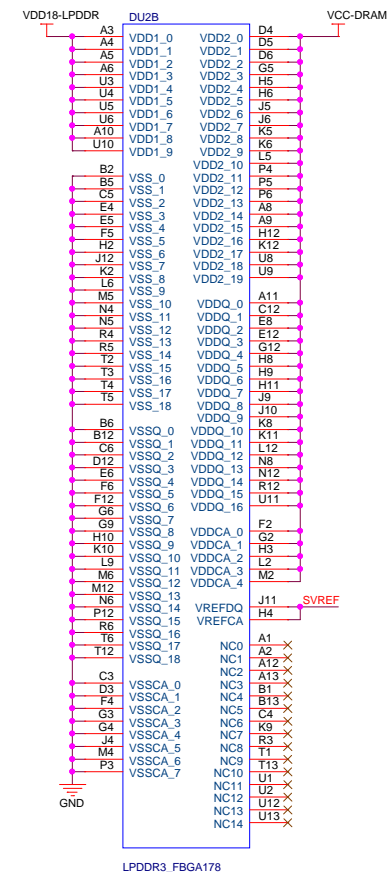 VDD18-LPDDR
DU2B
VCC-DRAM
A3 VDD1_0
A4 VDD1_1
A5 VDD1_2
A6 VDD1_3
U3 VDD1_4
U4 VDD1_5
U5 VDD1_6
U6 VDD1_7
A10 VDD1_8
U10 VDD1_9
B2 VSS_0
B5 VSS_1
C5 VSS_2
E4 VSS_3
E5 VSS_4
F5 VSS_5
H2 VSS_6
J12 VSS_7
K2 VSS_8
L6 VSS_9
M5 VSS_10
N4 VSS_11
N5 VSS_12
R4 VSS_13
R5 VSS_14
T2 VSS_15
T3 VSS_16
T4 VSS_17
T5 VSS_18
B6 VSSQ_0
B12 VSSQ_1
C6 VSSQ_2
D12 VSSQ_3
E6 VSSQ_4
F6 VSSQ_5
F12 VSSQ_6
G6 VSSQ_7
G9 VSSQ_8
H10 VSSQ_9
K10 VSSQ_10
L9 VSSQ_11
M6 VSSQ_12
M12 VSSQ_13
N6 VSSQ_14
P12 VSSQ_15
R6 VSSQ_16
T6 VSSQ_17
T12 VSSQ_18
C3 VSSCA_0
D3 VSSCA_1
F4 VSSCA_2
G3 VSSCA_3
G4 VSSCA_4
J4 VSSCA_5
M4 VSSCA_6
P3 VSSCA_7
GND
VDD2_0 D4
VDD2_1 D5
VDD2_2 D6
VDD2_3 G5
VDD2_4 H5
VDD2_5 H6
VDD2_6 J5
VDD2_7 J6
VDD2_8 K5
VDD2_9 K6
VDD2_10 L5
VDD2_11 P4
VDD2_12 P5
VDD2_13 P6
VDD2_14 A8
VDD2_15 A9
VDD2_16 H12
VDD2_17 K12
VDD2_18 U8
VDD2_19 U9
VDDQ_0 A11
VDDQ_1 C12
VDDQ_2 E8
VDDQ_3 E12
VDDQ_4 G12
VDDQ_5 H8
VDDQ_6 H9
VDDQ_7 H11
VDDQ_8 J9
VDDQ_9 J10
VDDQ_10 K8
VDDQ_11 K11
VDDQ_12 L12
VDDQ_13 N8
VDDQ_14 N12
VDDQ_15 R12
VDDQ_16 U11
VDDCA_0 F2
VDDCA_1 G2
VDDCA_2 H3
VDDCA_3 L2
VDDCA_4 M2
VREFDQ J11 SVREF
VREFCA H4
NC0 A1
NC1 A2
NC2 A12
NC3 A13
NC4 B1
NC5 B13
NC6 C4
NC7 K9
NC8 R3
NC9 T1
NC10 T13
NC11 U1
NC12 U2
NC13 U12
NC14 U13
LPDDR3_FBGA178